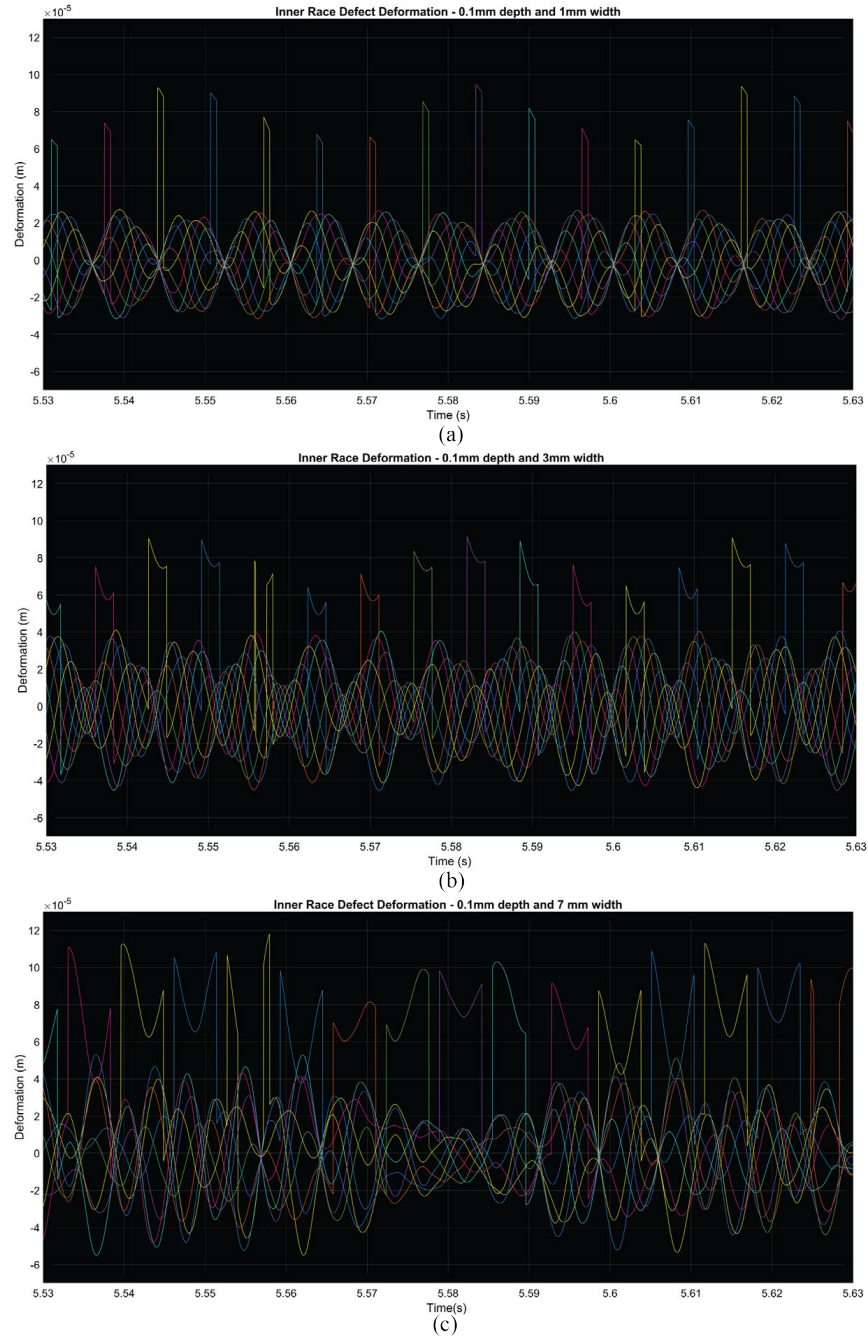 Inner Race Defect Deformation - 0.1mm depth and 1mm width
×10-5
12
10
8
6
4
2
0
-2
-4
-6
Deformation (m)
5.53 5.54 5.55 5.56 5.57 5.58 5.59 5.6 5.61 5.62 5.63
Time (s)
(a)
Inner Race Deformation - 0.1mm depth and 3mm width
×10-5
12
10
8
6
4
2
0
-2
-4
-6
Deformation (m)
5.53 5.54 5.55 5.56 5.57 5.58 5.59 5.6 5.61 5.62 5.63
Time (s)
(b)
Inner Race Defect Deformation - 0.1mm depth and 7 mm width
×10-5
12
10
8
6
4
2
0
-2
-4
-6
Deformation (m)
5.53 5.54 5.55 5.56 5.57 5.58 5.59 5.6 5.61 5.62 5.63
Time(s)
(c)